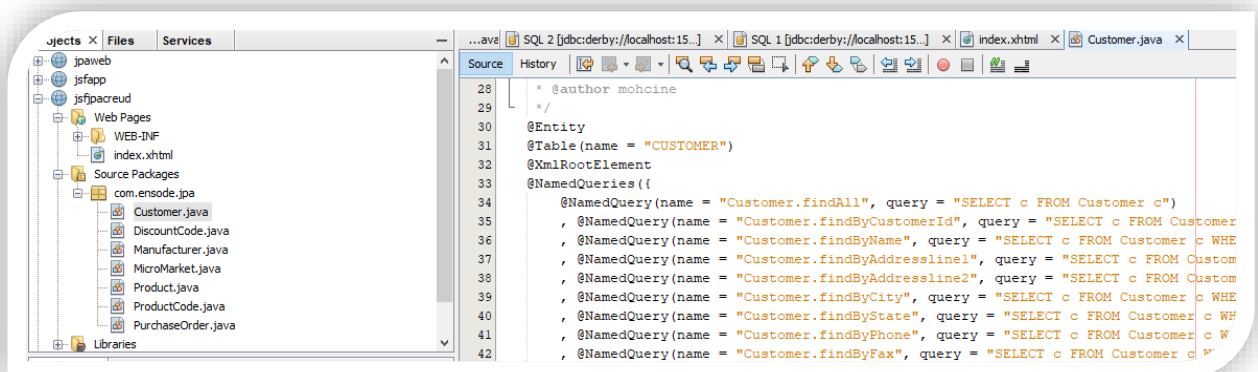 Projects Files Services
jpaweb
jsfapp
jsfjpacreud
Web Pages
WEB-INF
index.xhtml
Source Packages
com.ensode.jpa
Customer.java
DiscountCode.java
Manufacturer.java
MicroMarket.java
Product.java
ProductCode.java
PurchaseOrder.java
Libraries
...ava SQL 2 [jdbc:derby://localhost:15...] SQL 1 [jdbc:derby://localhost:15...] index.xhtml Customer.java
Source History
28 * @author mohcine
29 */
30 @Entity
31 @Table(name = "CUSTOMER")
32 @XmlRootElement
33 @NamedQueries({
34 @NamedQuery(name = "Customer.findAll", query = "SELECT c FROM Customer c")
35 , @NamedQuery(name = "Customer.findByCustomerId", query = "SELECT c FROM Customer
36 , @NamedQuery(name = "Customer.findByName", query = "SELECT c FROM Customer c WHE
37 , @NamedQuery(name = "Customer.findByAddressline1", query = "SELECT c FROM Custom
38 , @NamedQuery(name = "Customer.findByAddressline2", query = "SELECT c FROM Custom
39 , @NamedQuery(name = "Customer.findByCity", query = "SELECT c FROM Customer c WHE
40 , @NamedQuery(name = "Customer.findByState", query = "SELECT c FROM Customer c WH
41 , @NamedQuery(name = "Customer.findByPhone", query = "SELECT c FROM Customer c W
42 , @NamedQuery(name = "Customer.findByFax", query = "SELECT c FROM Customer c